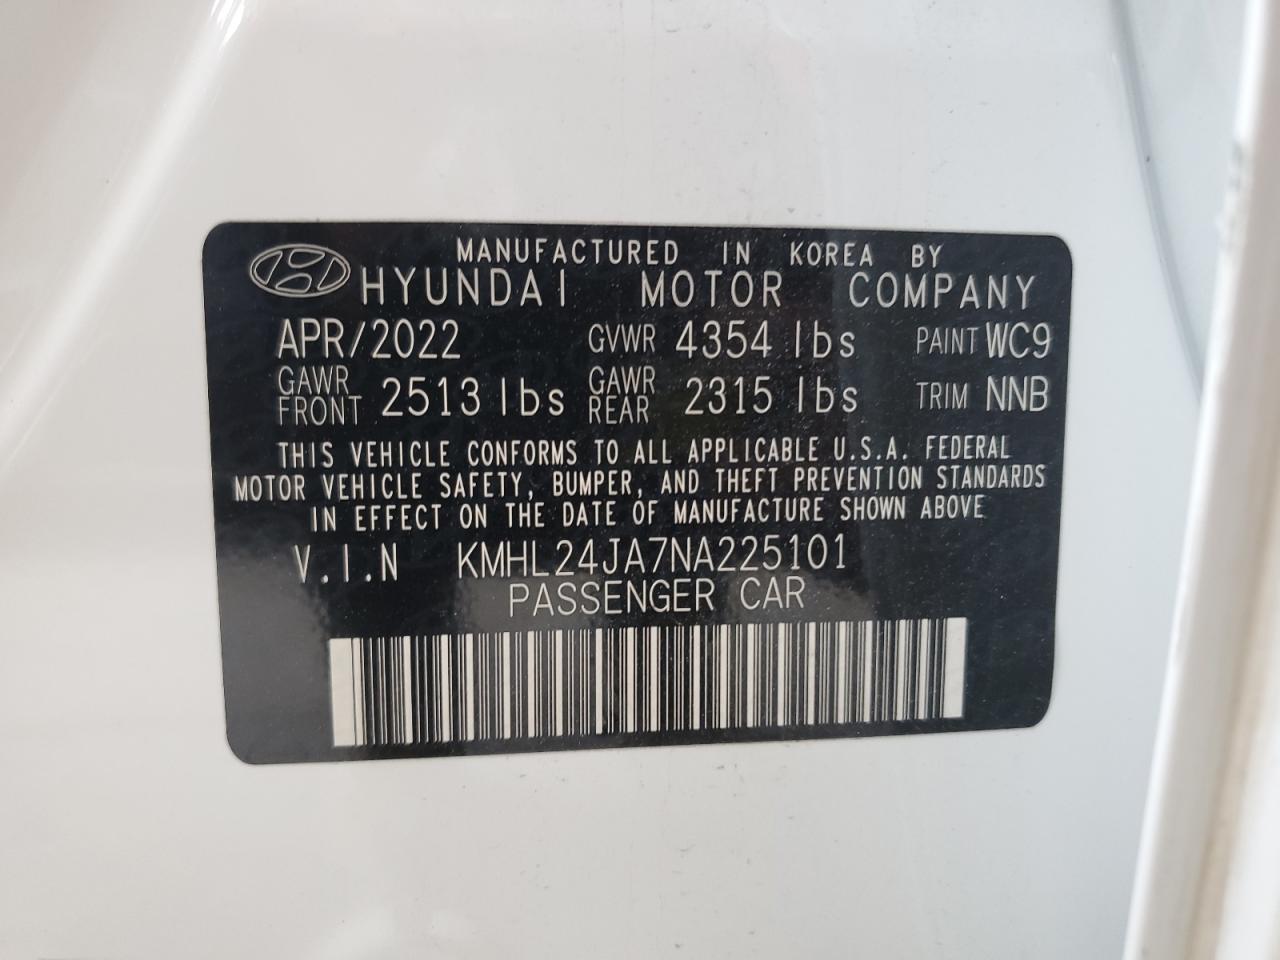 MANUFACTURED IN KOREA BY
HYUNDAI MOTOR COMPANY
APR/2022 GVWR 4354 lbs PAINT WC9
GAWR FRONT 2513 lbs GAWR REAR 2315 lbs TRIM NNB
THIS VEHICLE CONFORMS TO ALL APPLICABLE U.S.A. FEDERAL
MOTOR VEHICLE SAFETY, BUMPER, AND THEFT PREVENTION STANDARDS
IN EFFECT ON THE DATE OF MANUFACTURE SHOWN ABOVE
V.I.N KMHL24JA7NA225101
PASSENGER CAR